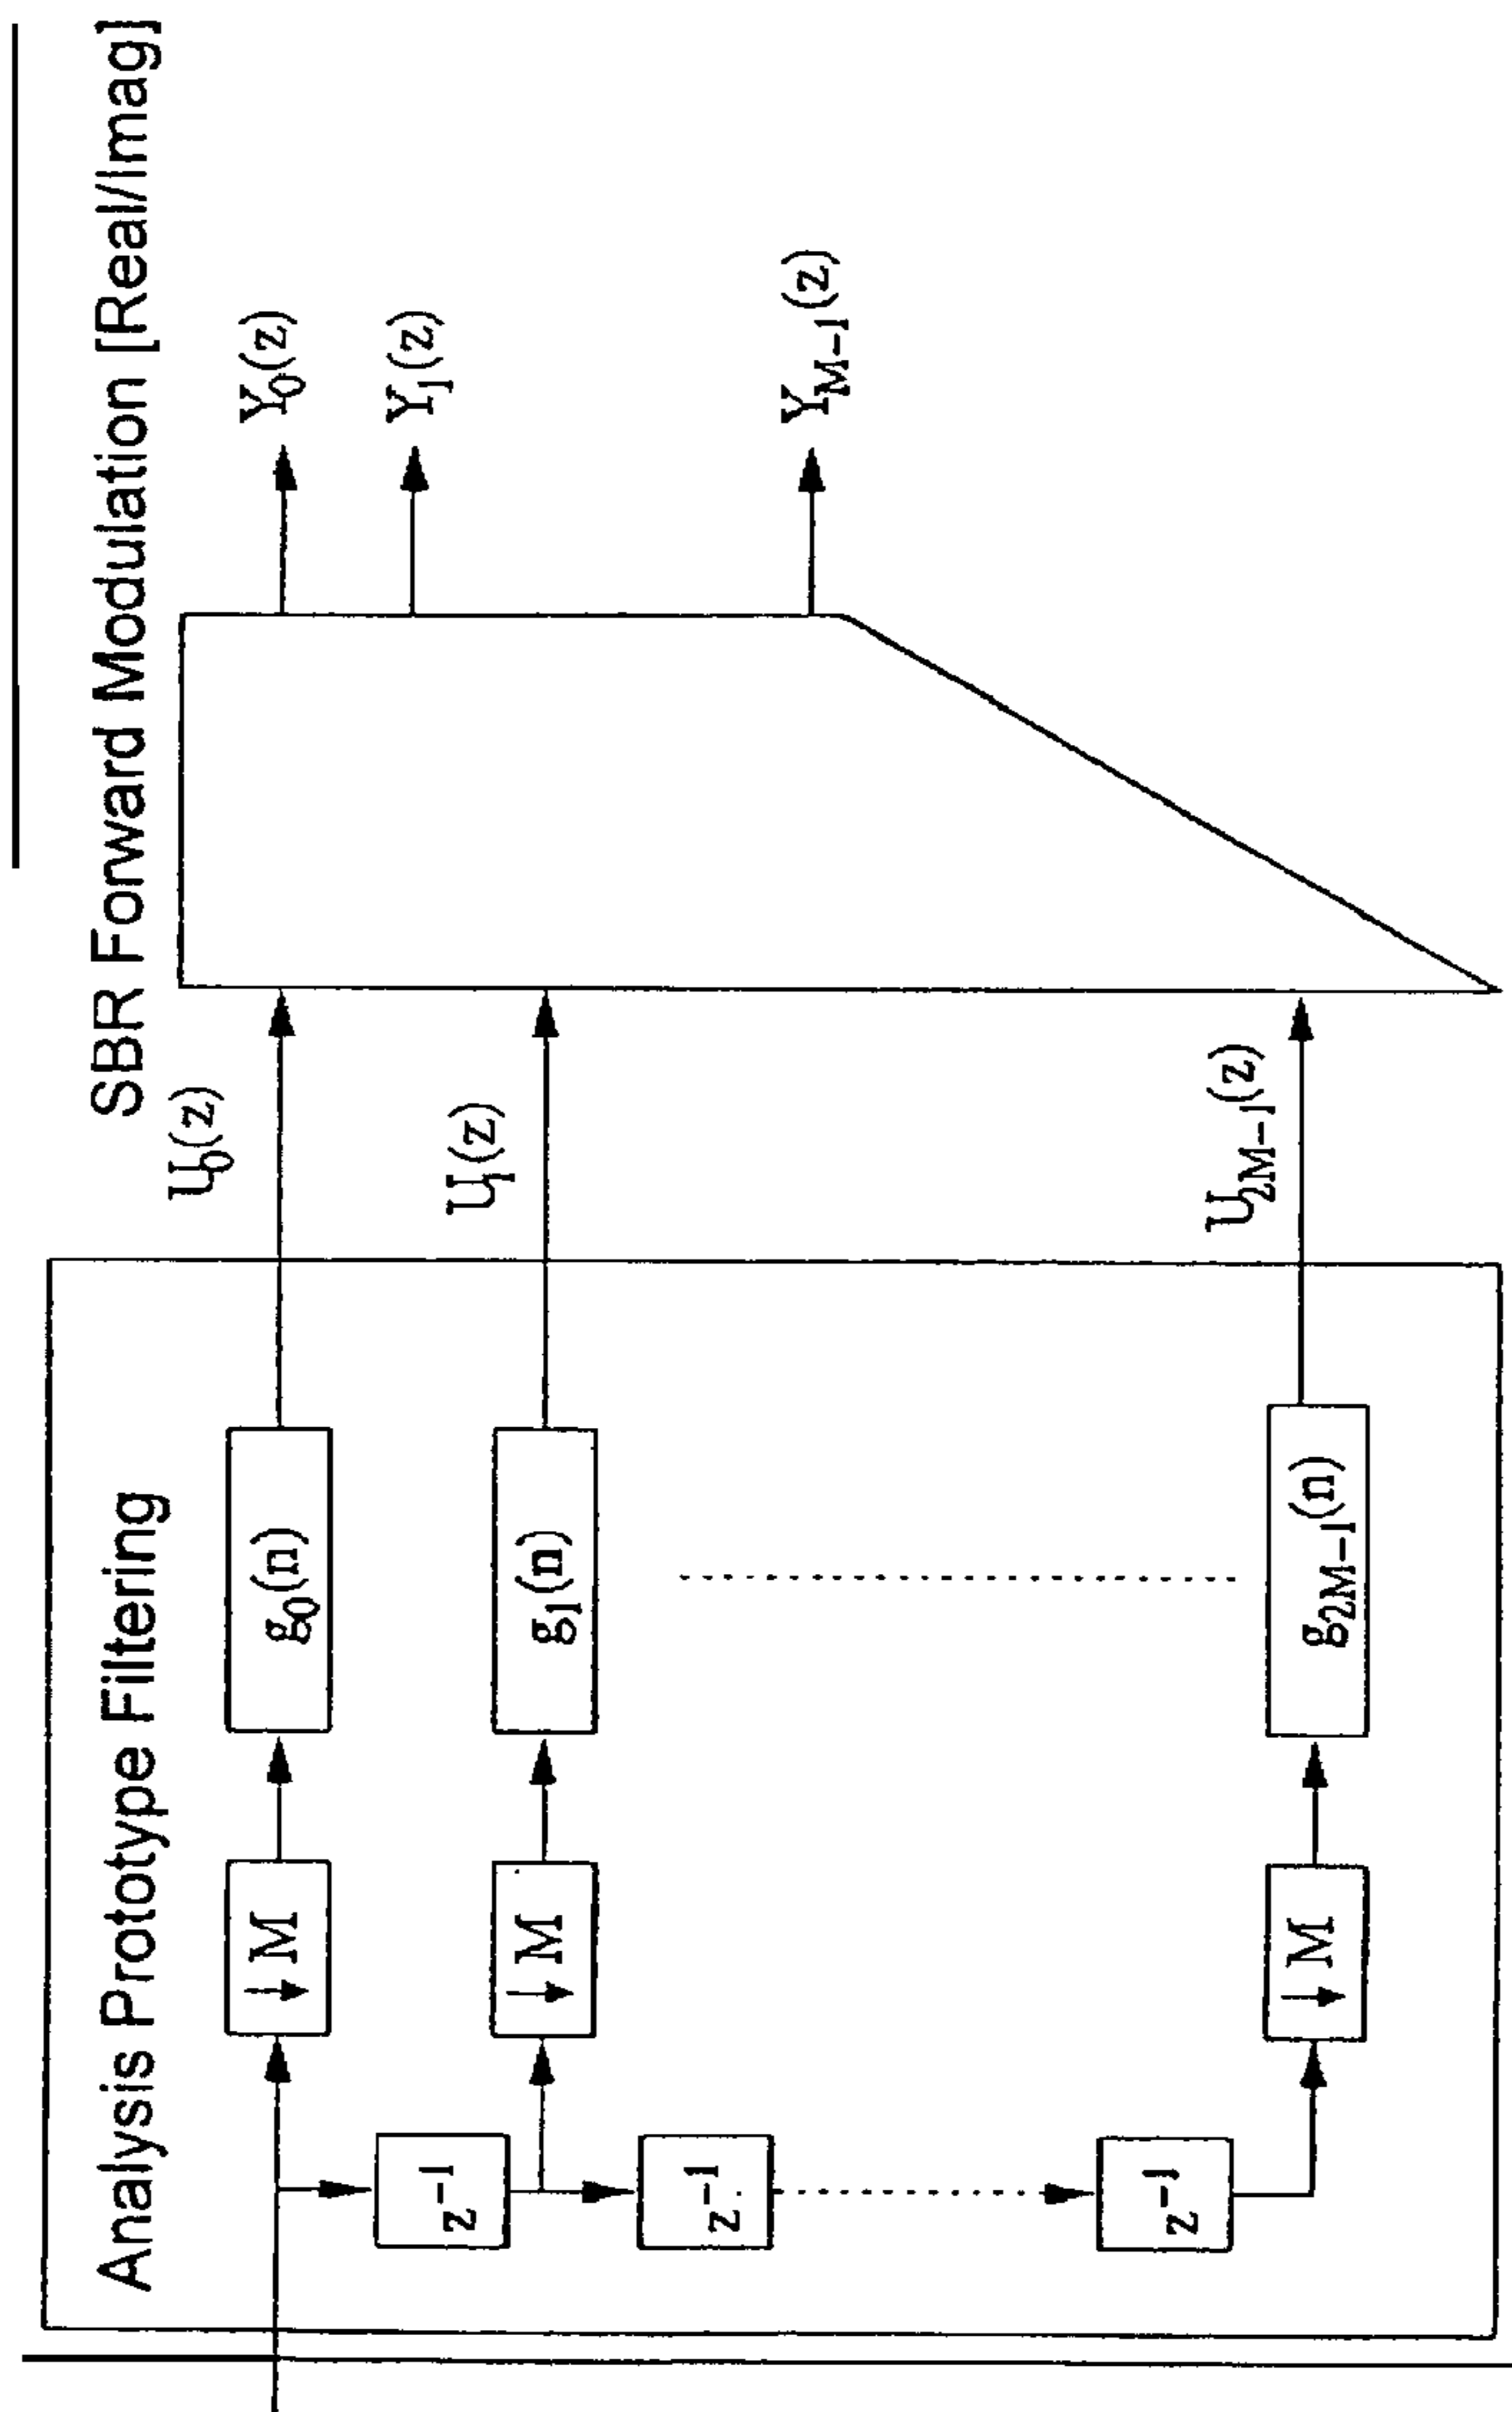 Analysis Prototype Filtering
SBR Forward Modulation [Real/Imag]
↓ M
g₀(n)
U₀(z)
Y₀(z)
z⁻¹
↓ M
g₁(n)
U₁(z)
Y₁(z)
z⁻¹
z⁻¹
↓ M
g₂M₋₁(n)
U₂M₋₁(z)
YM₋₁(z)